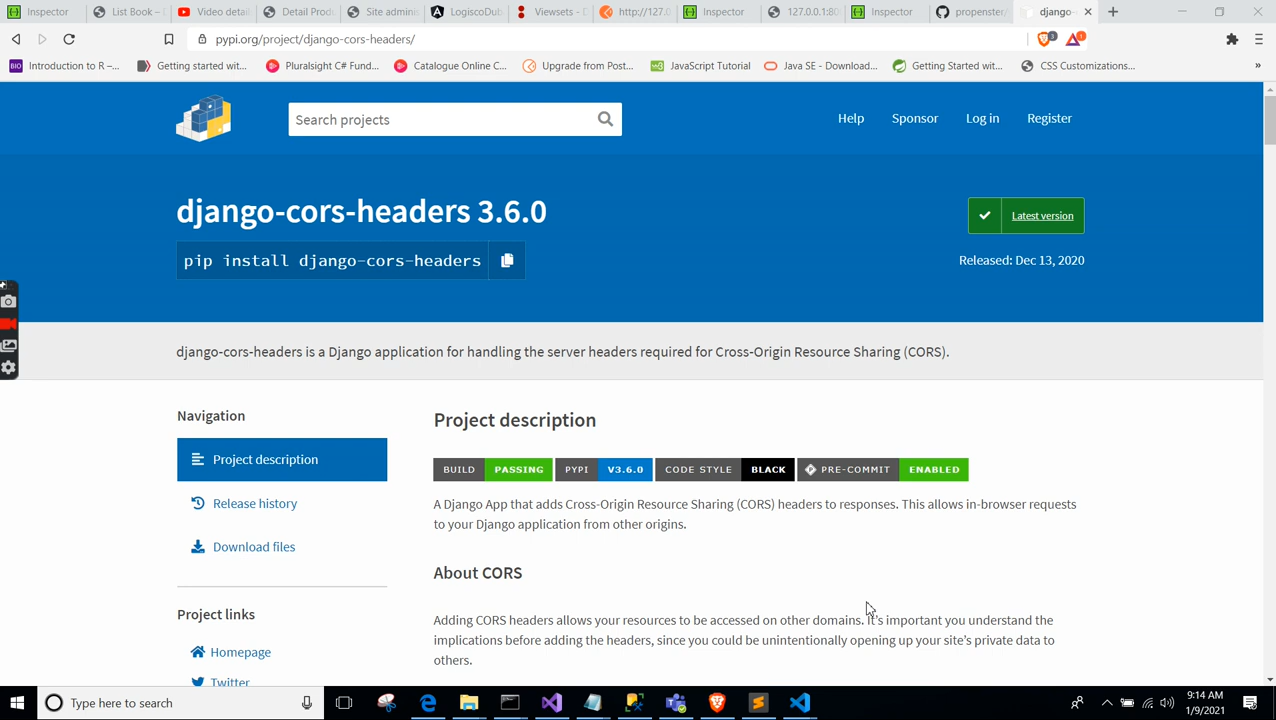 Inspector
List Book –
Video detai
Detail Produ
Site adminis
LogiscoDub
Viewsets - D
http://127.0
Inspector
127.0.0.1:80
Inspector
propenster/
django-
pypi.org/project/django-cors-headers/
3
1
Introduction to R –...
Getting started wit...
Pluralsight C# Fund...
Catalogue Online C...
Upgrade from Post...
JavaScript Tutorial
Java SE - Download...
Getting Started wit...
CSS Customizations...
»
Search projects
Help
Sponsor
Log in
Register
django-cors-headers 3.6.0
Latest version
pip install django-cors-headers
Released: Dec 13, 2020
django-cors-headers is a Django application for handling the server headers required for Cross-Origin Resource Sharing (CORS).
Navigation
Project description
Release history
Download files
Project links
Homepage
Twitter
Project description
BUILD PASSING
PYPI V3.6.0
CODE STYLE BLACK
PRE-COMMIT ENABLED
A Django App that adds Cross-Origin Resource Sharing (CORS) headers to responses. This allows in-browser requests
to your Django application from other origins.
About CORS
Adding CORS headers allows your resources to be accessed on other domains. It's important you understand the
implications before adding the headers, since you could be unintentionally opening up your site's private data to
others.
Type here to search
9:14 AM
1/9/2021